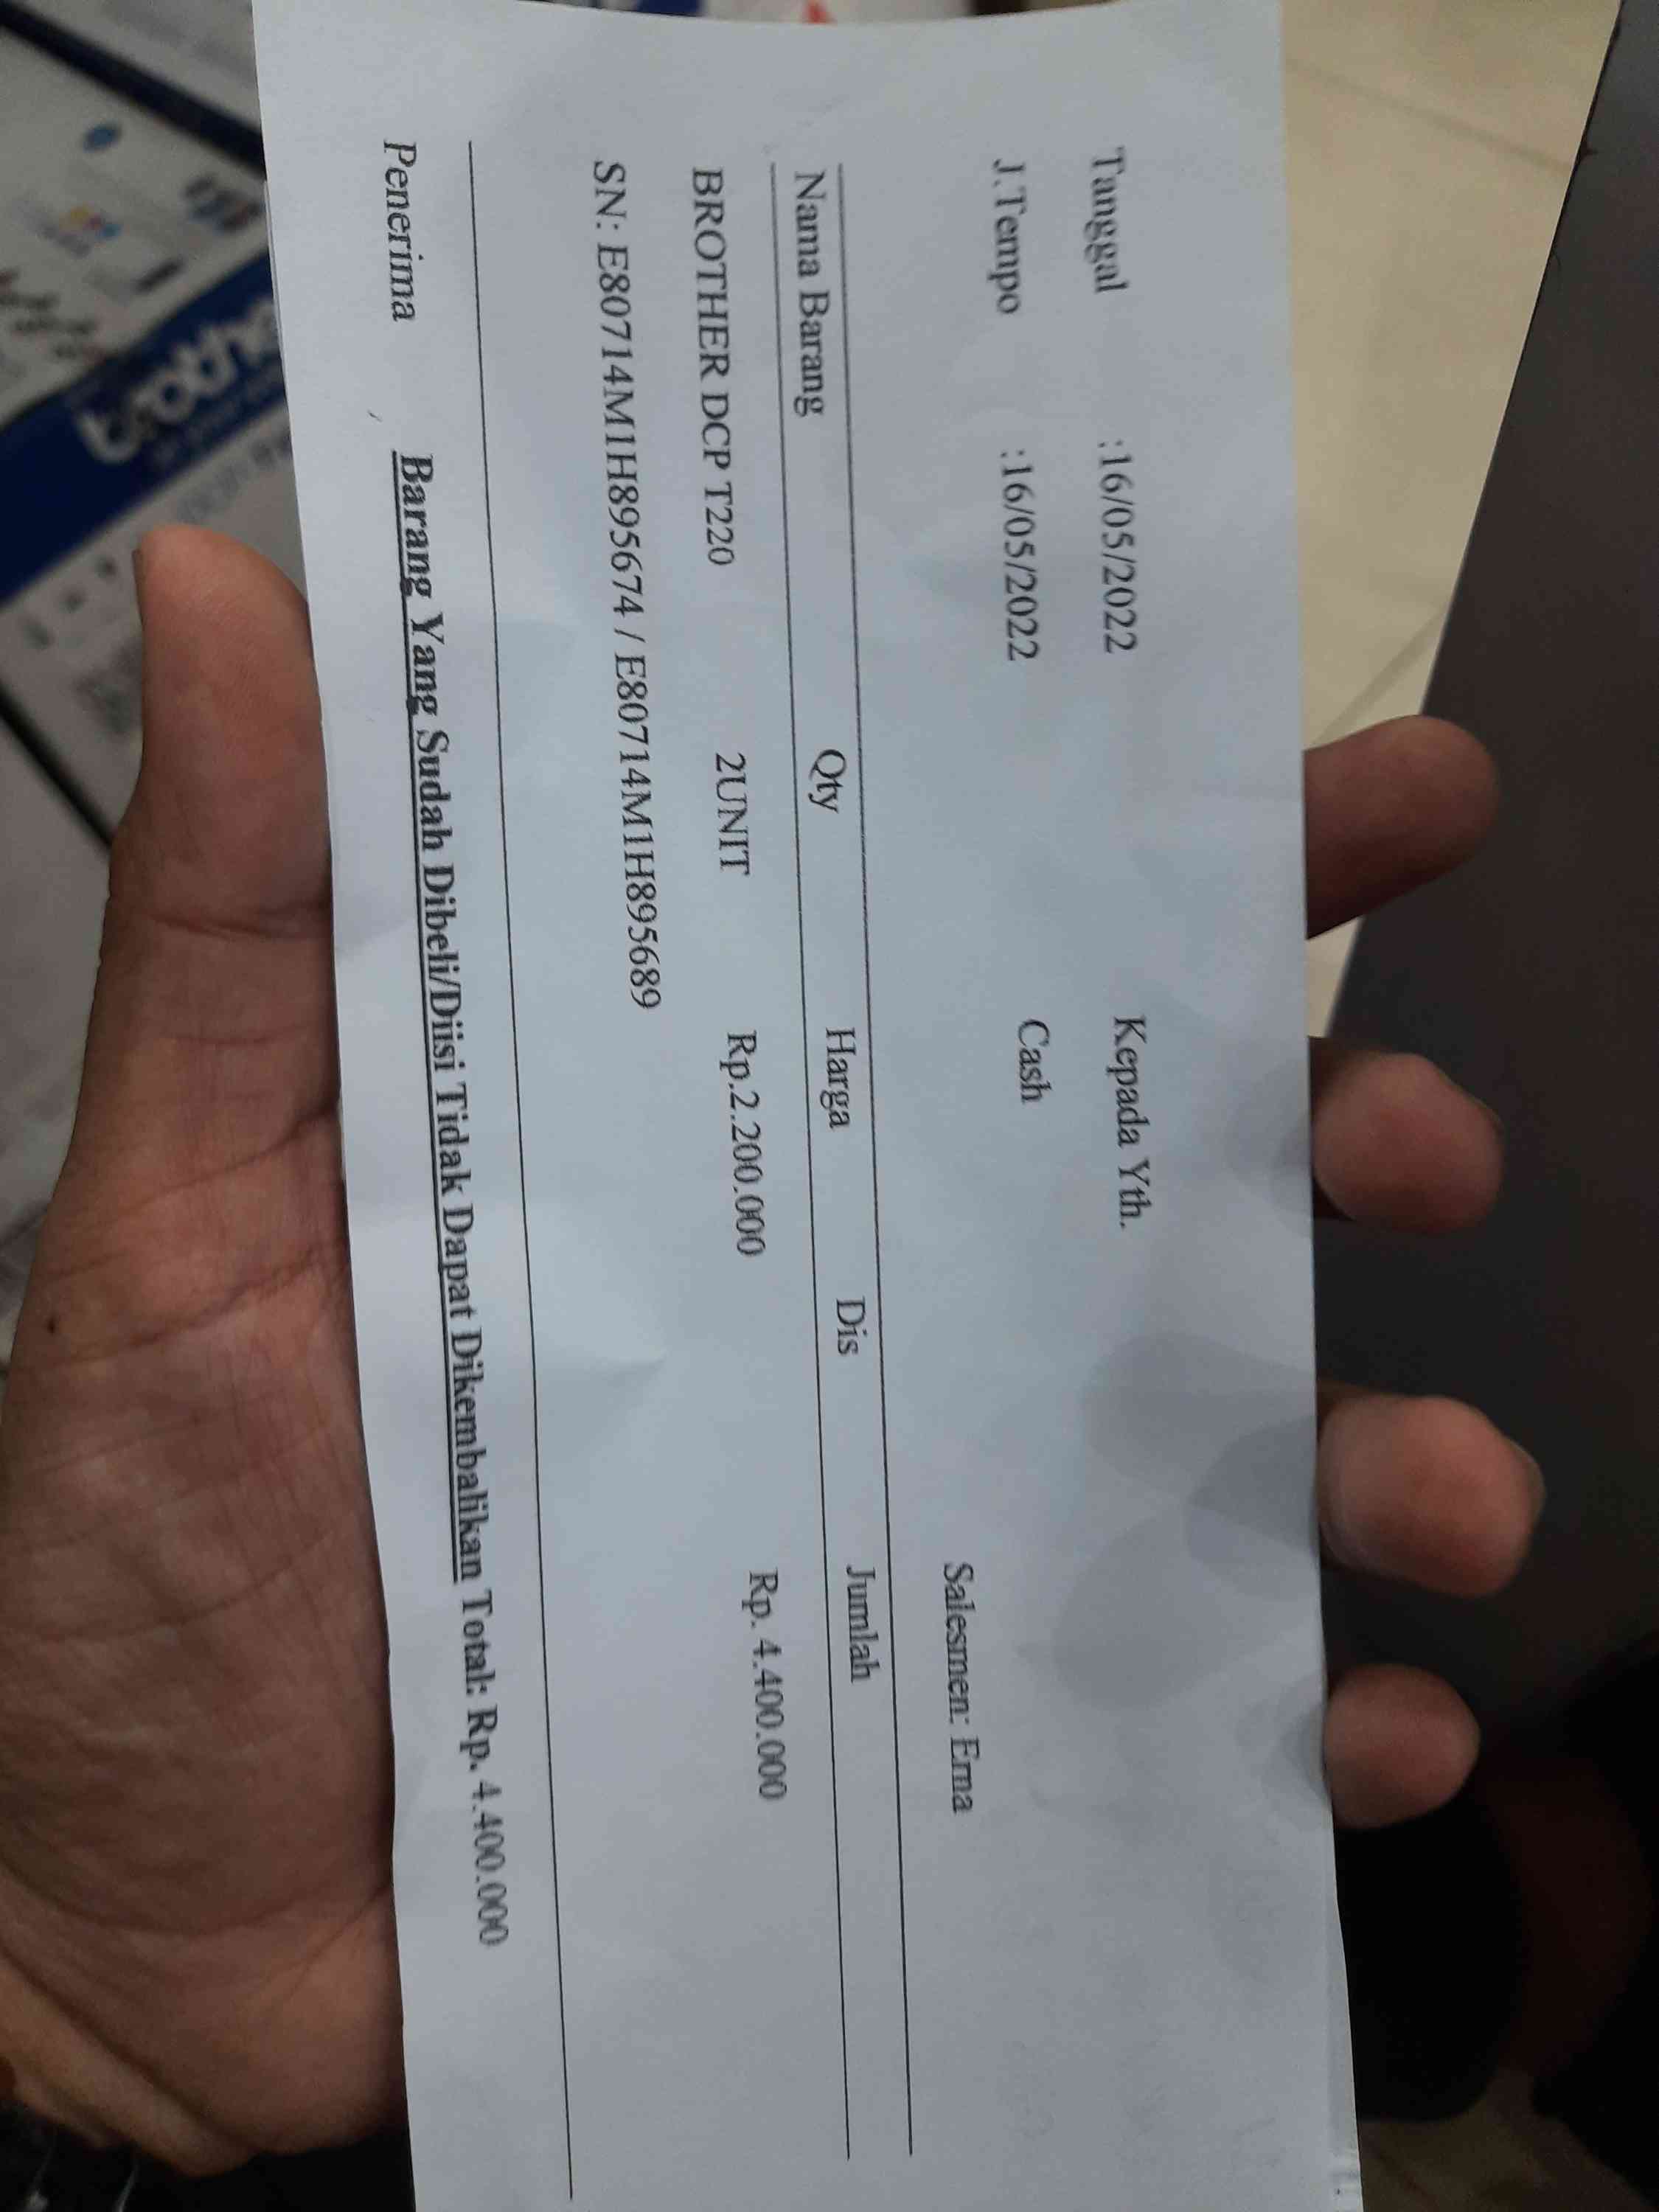 Tanggal :16/05/2022 Kepada Yth.
J.Tempo :16/05/2022 Cash
Salesmen: Erna
Nama Barang Qty Harga Dis Jumlah
BROTHER DCP T220 2UNIT Rp.2.200.000 Rp. 4.400.000
SN: E80714M1H895674 / E80714M1H895689
Penerima Barang Yang Sudah Dibeli/Diisi Tidak Dapat Dikembalikan Total: Rp. 4.400.000
brothe